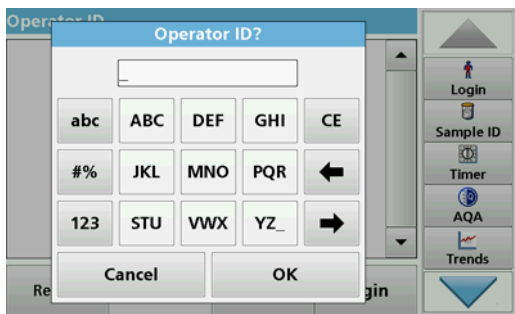 Operator ID
Operator ID?
_
abc ABC DEF GHI CE
#% JKL MNO PQR
123 STU VWX YZ_
Cancel OK
Login
Sample ID
Timer
AQA
Trends